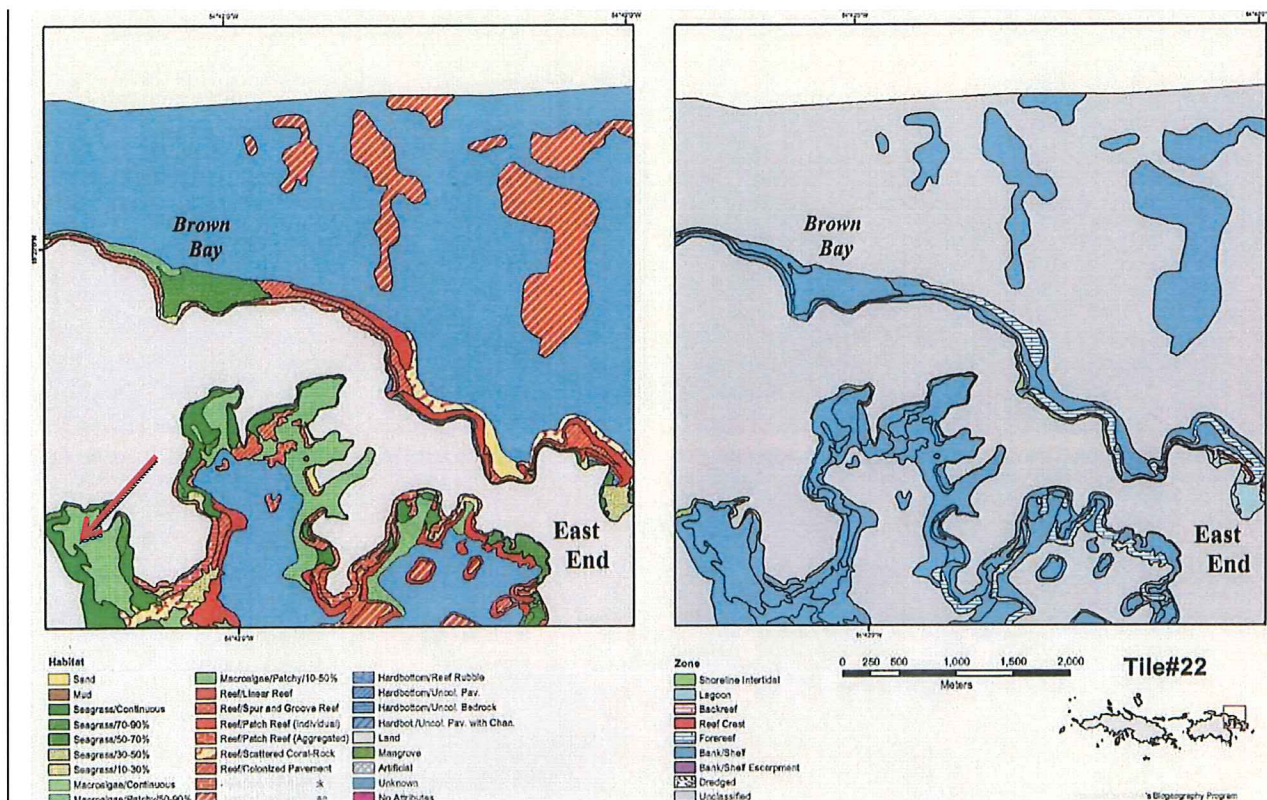 Brown
Bay
East
End
Brown
Bay
East
End
Habitat
Sand
Mud
Seagrass/Continuous
Seagrass/70-90%
Seagrass/50-70%
Seagrass/30-50%
Seagrass/10-30%
Macroalgae/Continuous
Macroalgae/Patchy/50-90%
Macroalgae/Patchy/10-50%
Reef/Linear Reef
Reef/Spur and Groove Reef
Reef/Patch Reef (Individual)
Reef/Patch Reef (Aggregated)
Reef/Scattered Coral-Rock
Reef/Colonized Pavement
Hardbottom/Reef Rubble
Hardbottom/Uncol. Pav.
Hardbottom/Uncol. Bedrock
Hardbot./Uncol. Pav. with Chan.
Land
Mangrove
Artificial
Unknown
No Attributes
Zone
Shoreline Intertidal
Lagoon
Backreef
Reef Crest
Forereef
Bank/Shelf
Bank/Shelf Escarpment
Dredged
Unclassified
0 250 500 1,000 1,500 2,000
Meters
Tile#22
's Biogeography Program